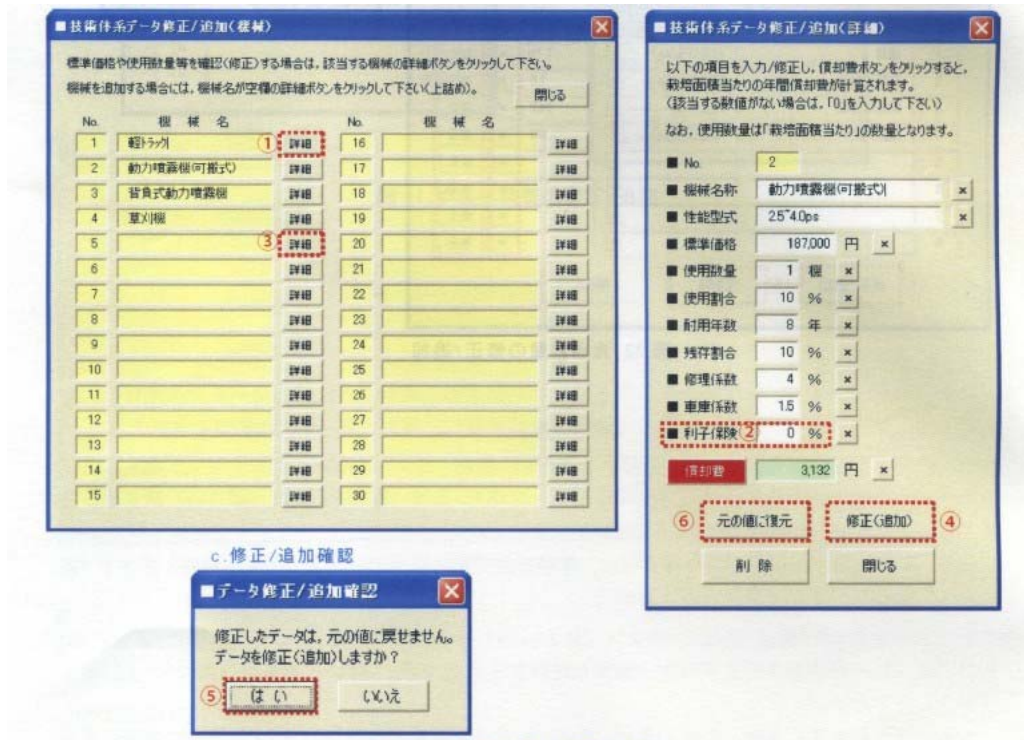 ■技術体系データ修正/追加(機械)
標準価格や使用数量等を確認(修正)する場合は,該当する機械の詳細ボタンをクリックして下さい。
機械を追加する場合には,機械名が空欄の詳細ボタンをクリックして下さい(上詰め)。
閉じる
No. 機 械 名 No. 機 械 名
1 軽トラック ① 詳細 16 詳細
2 動力噴霧機(可搬式) 詳細 17 詳細
3 背負式動力噴霧機 詳細 18 詳細
4 草刈機 詳細 19 詳細
5 ③ 詳細 20 詳細
6 詳細 21 詳細
7 詳細 22 詳細
8 詳細 23 詳細
9 詳細 24 詳細
10 詳細 25 詳細
11 詳細 26 詳細
12 詳細 27 詳細
13 詳細 28 詳細
14 詳細 29 詳細
15 詳細 30 詳細
c.修正/追加確認
■データ修正/追加確認
修正したデータは,元の値に戻せません。
データを修正(追加)しますか?
⑤ はい いいえ
■技術体系データ修正/追加(詳細)
以下の項目を入力/修正し,償却費ボタンをクリックすると,
栽培面積当たりの年間償却費が計算されます。
(該当する数値がない場合は,「0」を入力して下さい)
なお,使用数量は「栽培面積当たり」の数量となります。
■ No. 2
■ 機械名称 動力噴霧機(可搬式) ×
■ 性能型式 2.5~4.0ps ×
■ 標準価格 187,000 円 ×
■ 使用数量 1 機 ×
■ 使用割合 10 % ×
■ 耐用年数 8 年 ×
■ 残存割合 10 % ×
■ 修理係数 4 % ×
■ 車庫係数 1.5 % ×
■ 利子保険 ② 0 % ×
償却費 3,132 円 ×
⑥ 元の値に復元 修正(追加) ④
削 除 閉じる